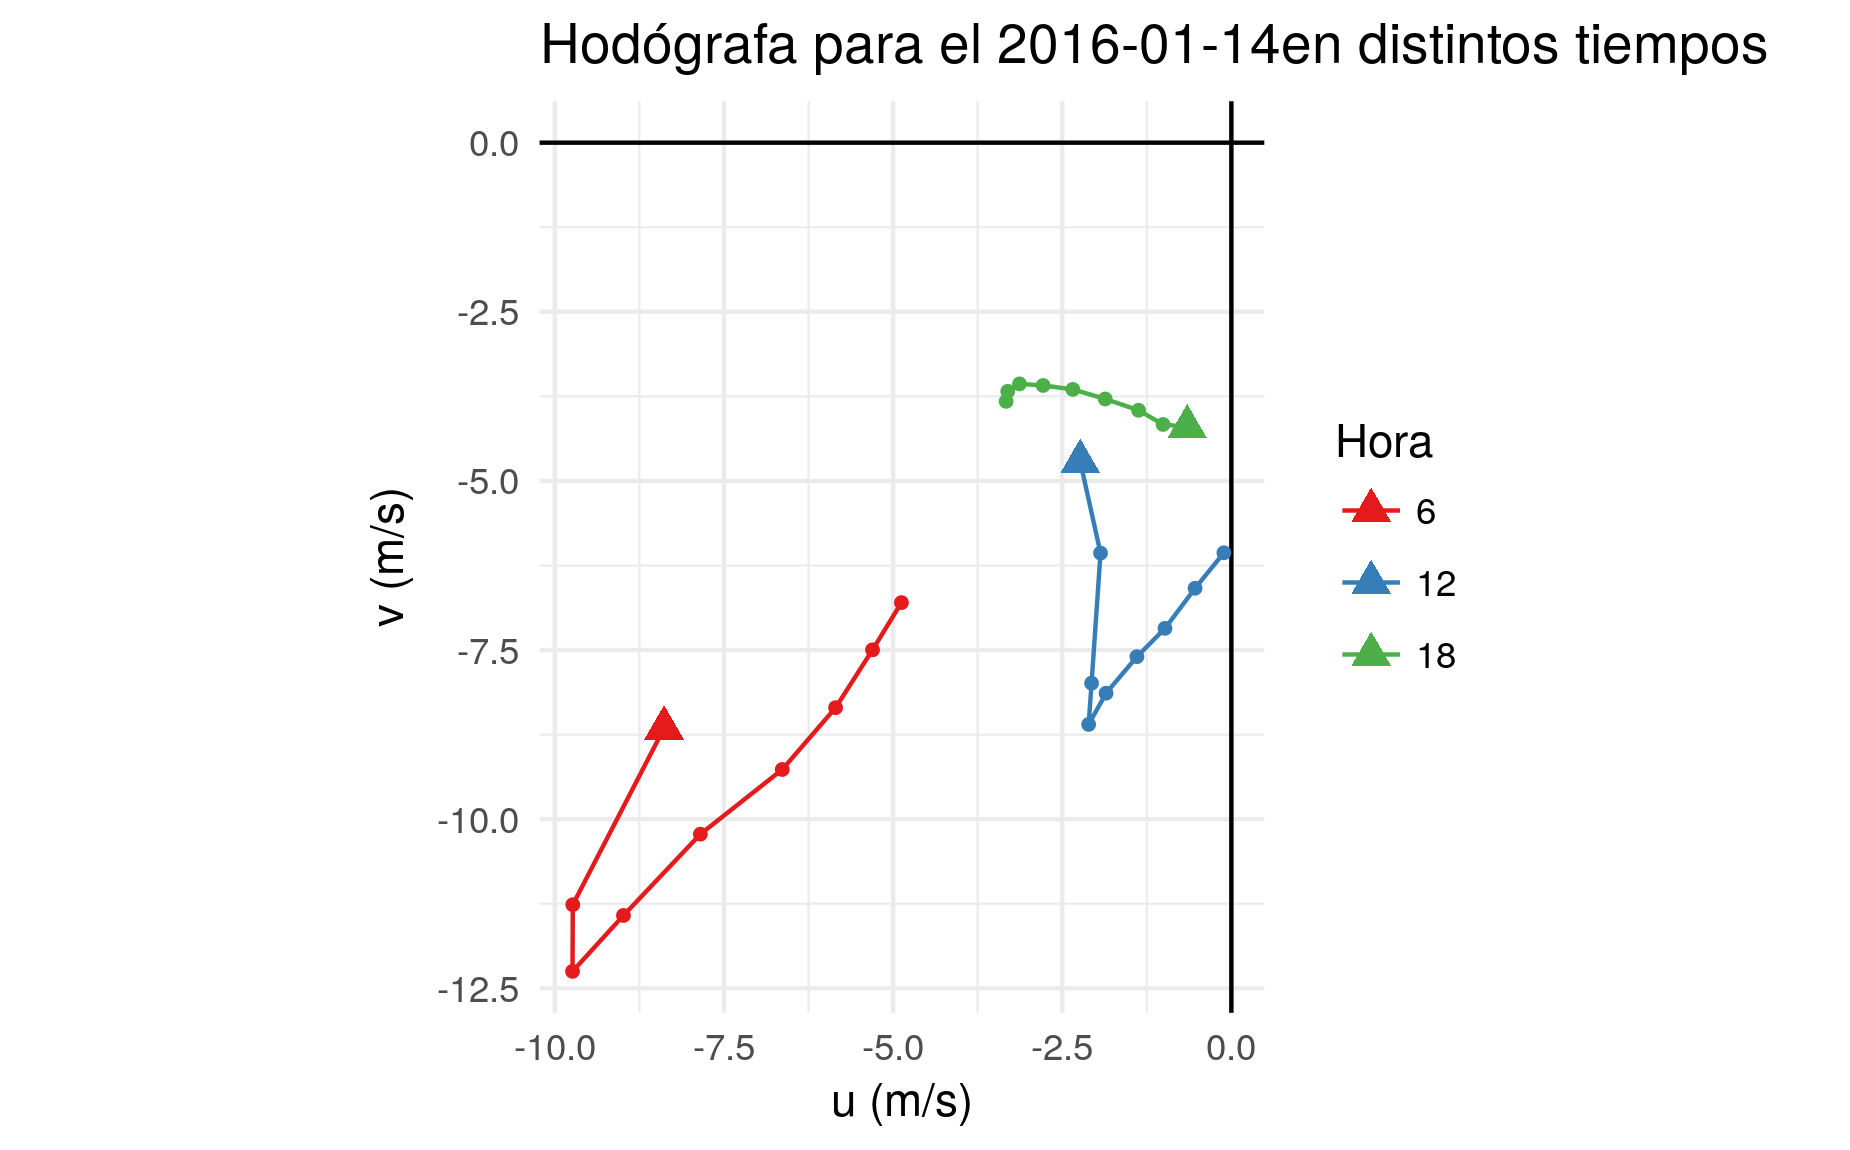 Hodógrafa para el 2016-01-14en distintos tiempos
0.0
-2.5
-5.0
-7.5
-10.0
-12.5
v (m/s)
-10.0 -7.5 -5.0 -2.5 0.0
u (m/s)
Hora
6
12
18